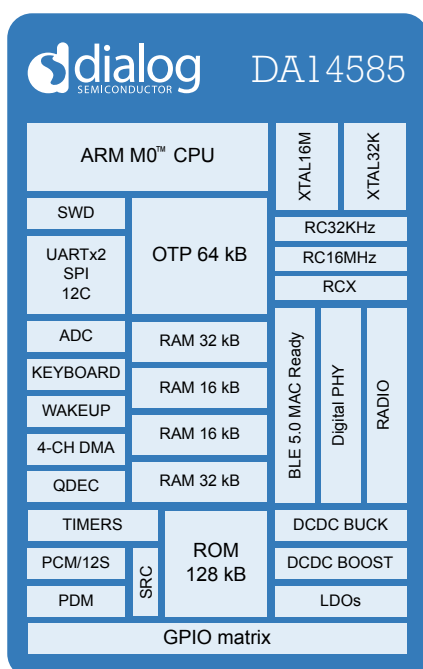 dialog
SEMICONDUCTOR
DA14585
ARM M0™ CPU
XTAL16M
XTAL32K
SWD
UARTx2
SPI
12C
OTP 64 kB
RC32KHz
RC16MHz
RCX
ADC
KEYBOARD
WAKEUP
4-CH DMA
QDEC
RAM 32 kB
RAM 16 kB
RAM 16 kB
RAM 32 kB
BLE 5.0 MAC Ready
Digital PHY
RADIO
TIMERS
PCM/12S
PDM
SRC
ROM
128 kB
DCDC BUCK
DCDC BOOST
LDOs
GPIO matrix